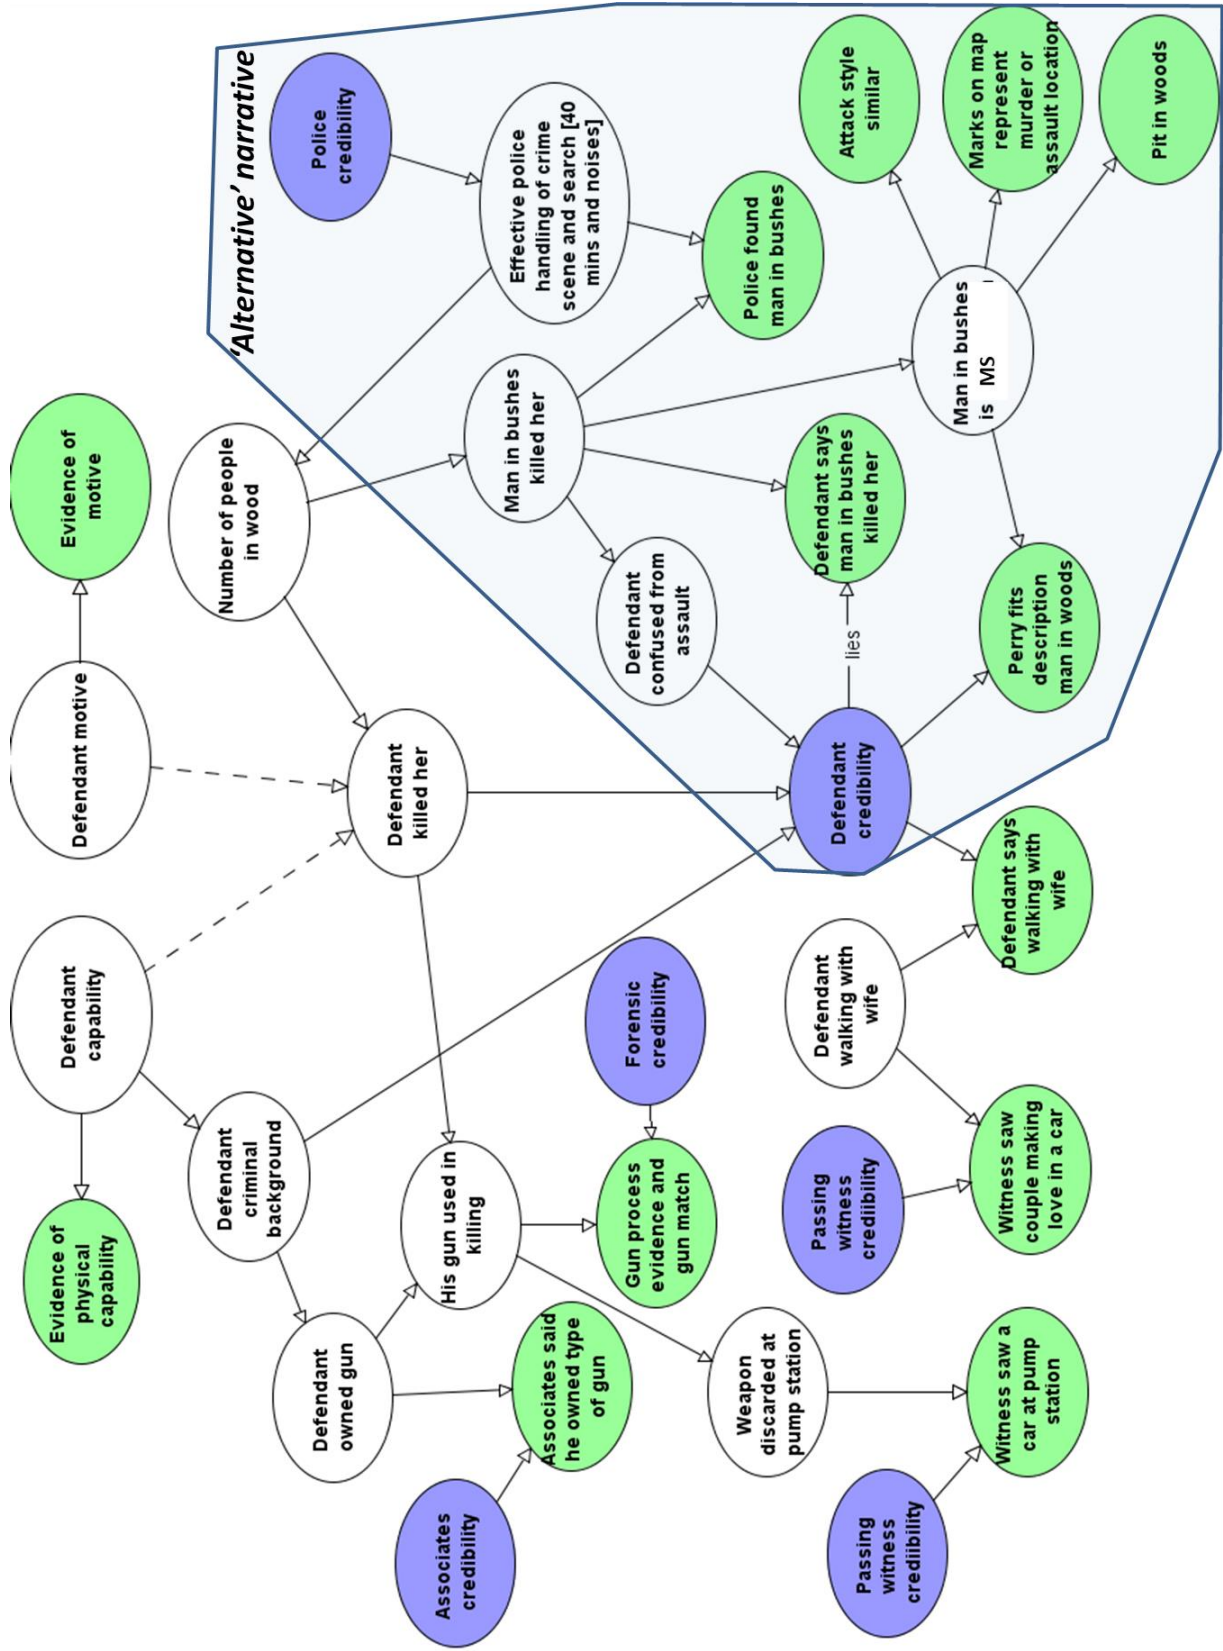 Evidence of
physical
capability
Defendant
capability
Defendant motive
Evidence of
motive
Defendant
criminal
background
Number of people
in wood
‘Alternative’ narrative
Police
credibility
Defendant
owned gun
Defendant
killed her
Man in bushes
killed her
Effective police
handling of crime
scene and search [40
mins and noises]
Associates
credibility
His gun used in
killing
Associates said
he owned type
of gun
Gun process
evidence and
gun match
Forensic
credibility
Defendant
confused from
assault
Police found
man in bushes
Weapon
discarded at
pump station
Passing
witness
crediibility
Defendant
walking with
wife
Defendant
credibility
lies
Defendant says
man in bushes
killed her
Attack style
similar
Passing
witness
crediibility
Witness saw a
car at pump
station
Witness saw
couple making
love in a car
Defendant says
walking with
wife
Perry fits
description
man in woods
Man in bushes
is MS
Marks on map
represent
murder or
assault location
Pit in woods